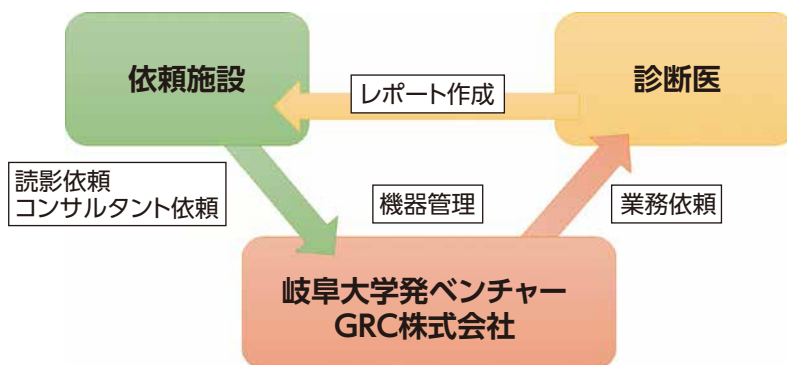 依頼施設
診断医
レポート作成
読影依頼
コンサルタント依頼
機器管理
業務依頼
岐阜大学発ベンチャー
GRC株式会社